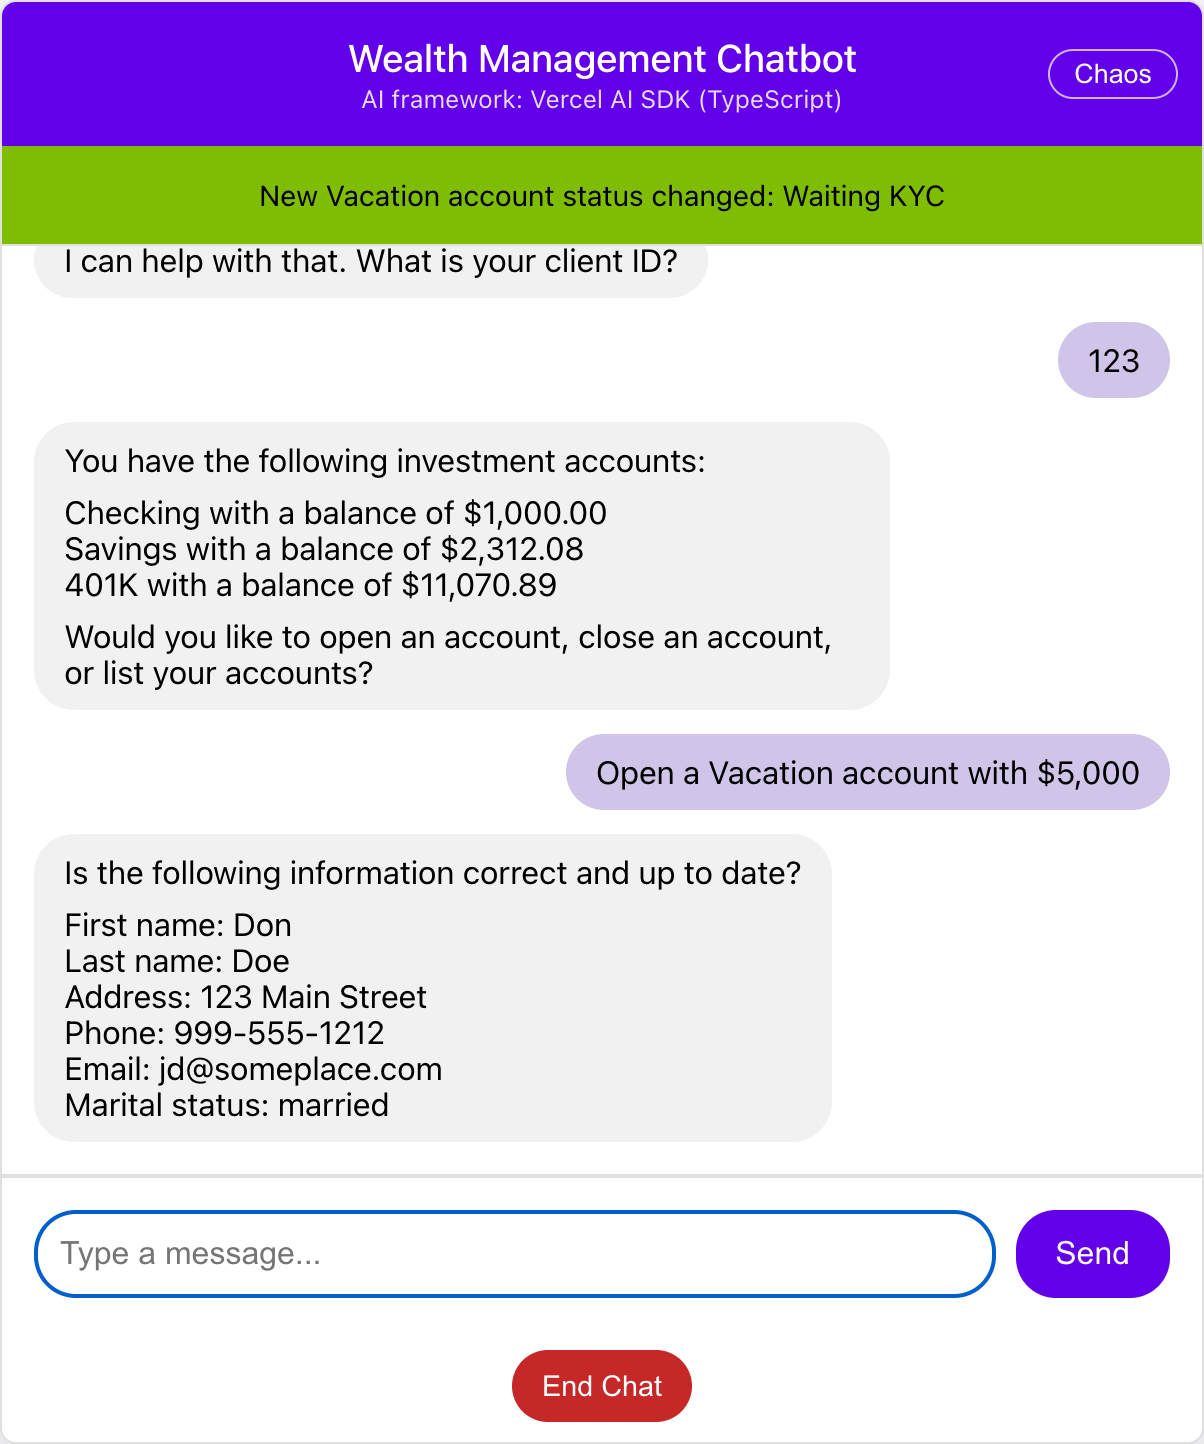 Wealth Management Chatbot
AI framework: Vercel AI SDK (TypeScript)
Chaos
New Vacation account status changed: Waiting KYC
I can help with that. What is your client ID?
123
You have the following investment accounts:
Checking with a balance of $1,000.00
Savings with a balance of $2,312.08
401K with a balance of $11,070.89
Would you like to open an account, close an account,
or list your accounts?
Open a Vacation account with $5,000
Is the following information correct and up to date?
First name: Don
Last name: Doe
Address: 123 Main Street
Phone: 999-555-1212
Email: jd@someplace.com
Marital status: married
Type a message...
Send
End Chat